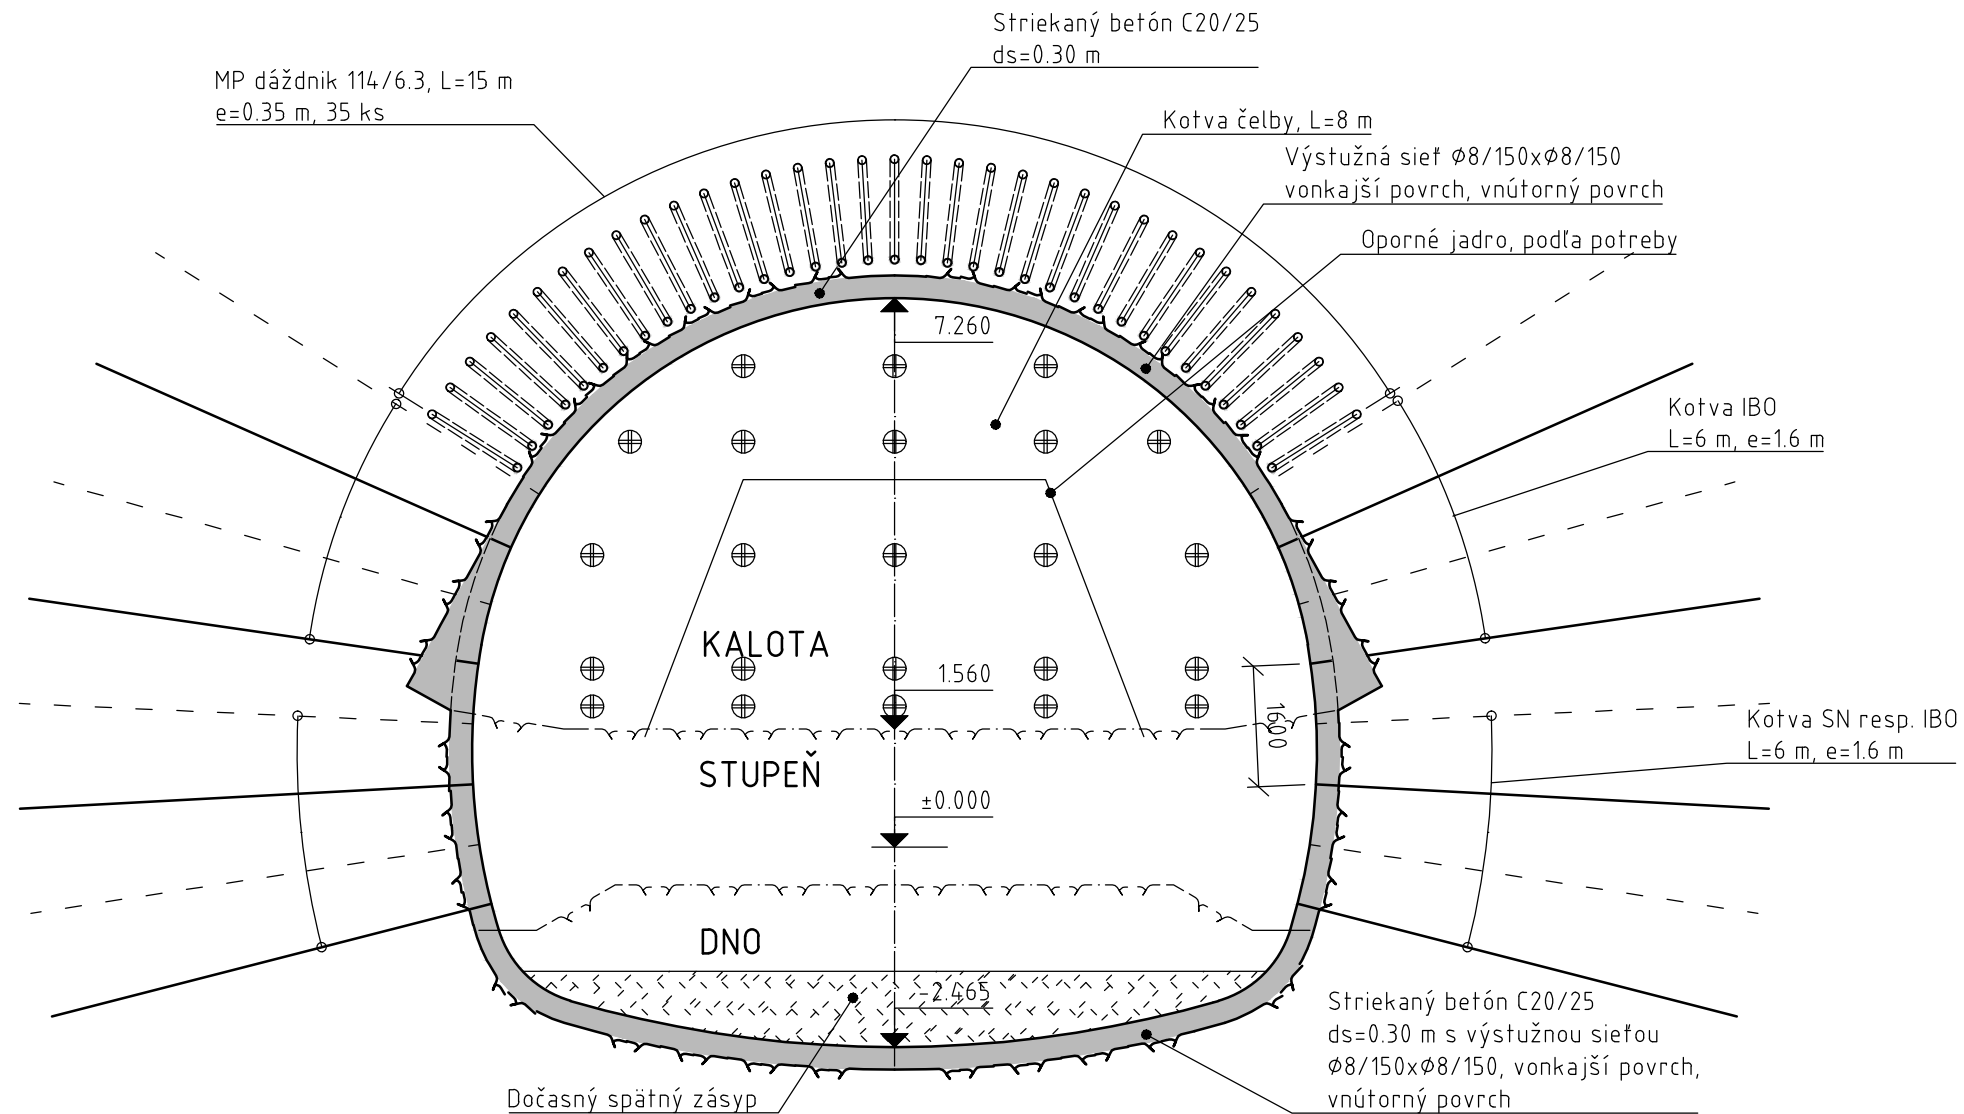 Striekaný betón C20/25
ds=0.30 m
MP dáždnik 114/6.3, L=15 m
e=0.35 m, 35 ks
Kotva čelby, L=8 m
Výstužná sieť Ø8/150xØ8/150
vonkajší povrch, vnútorný povrch
Oporné jadro, podľa potreby
7.260
Kotva IBO
L=6 m, e=1.6 m
KALOTA
1.560
1600
Kotva SN resp. IBO
L=6 m, e=1.6 m
STUPEŇ
±0.000
DNO
-2.465
Striekaný betón C20/25
ds=0.30 m s výstužnou sieťou
Ø8/150xØ8/150, vonkajší povrch,
vnútorný povrch
Dočasný spätný zásyp